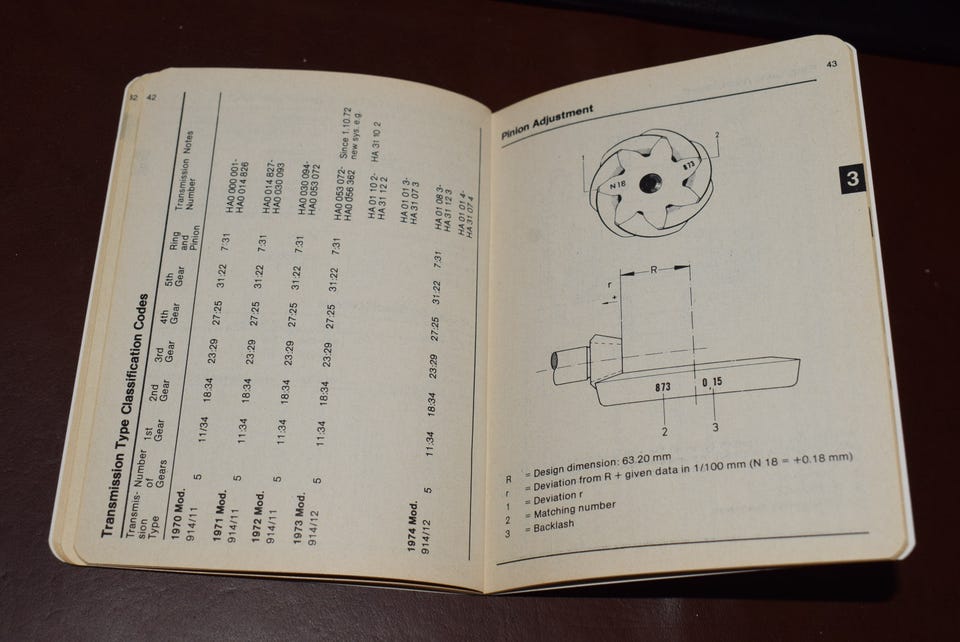 32 42
Transmission Type Classification Codes
Transmis- Number 1st 2nd 3rd 4th 5th Ring Transmission Notes
sion of Gear Gear Gear Gear Gear and Number
Type Gears Pinion
1970 Mod.
914/11 5 11/34 18:34 23:29 27:25 31:22 7:31 HA0 000 001-
HA0 014 826
1971 Mod.
914/11 5 11:34 18:34 23:29 27:25 31:22 7:31 HA0 014 827-
HA0 030 093
1972 Mod.
914/11 5 11:34 18:34 23:29 27:25 31:22 7:31 HA0 030 094-
HA0 053 072
1973 Mod.
914/12 5 11:34 18:34 23:29 27:25 31:22 7:31 HA0 053 072- Since 1.10.72
HA0 056 362 new sys. e.g.
HA 01 10 2- HA 31 10 2
HA 31 12 2
HA 01 01 3-
HA 31 07 3
1974 Mod.
914/12 5 11:34 18:34 23:29 27:25 31:22 7:31 HA 01 08 3-
HA 31 12 3
HA 01 01 4-
HA 31 07 4
43
Pinion Adjustment
3
1
2
N 18
873
R
r
+
873 0,15
2 3
R = Design dimension: 63.20 mm
r = Deviation from R + given data in 1/100 mm (N 18 = +0.18 mm)
1 = Deviation r
2 = Matching number
3 = Backlash